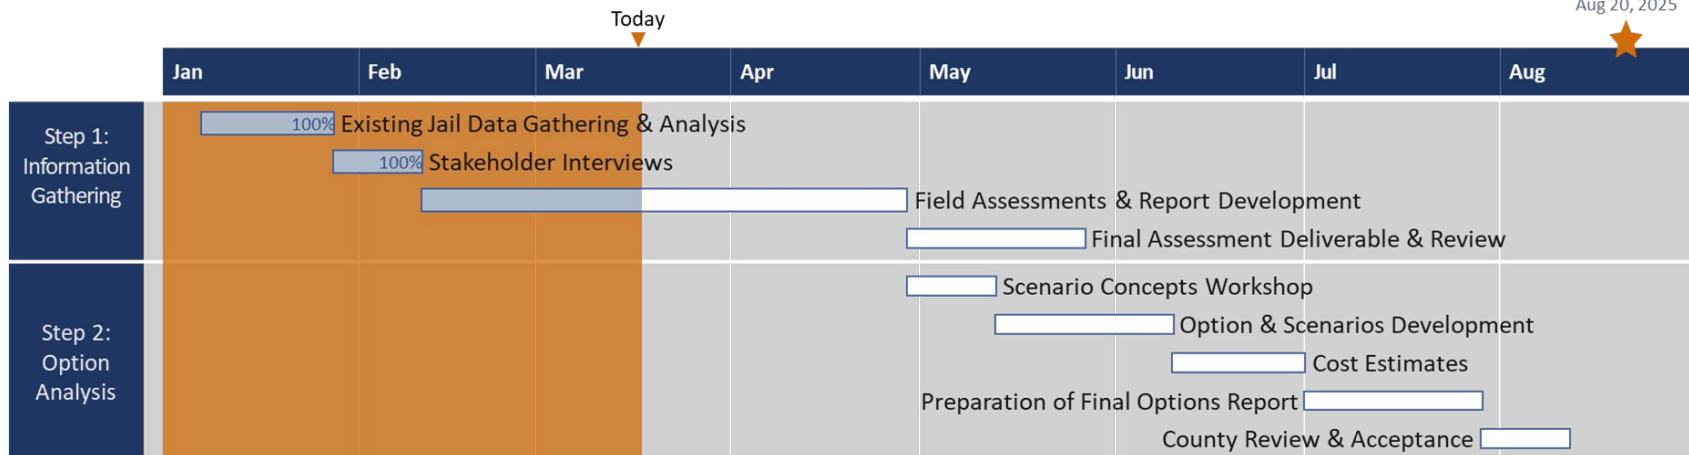 Aug 20, 2025
Today
Jan Feb Mar Apr May Jun Jul Aug
Step 1:
Information
Gathering
100% Existing Jail Data Gathering & Analysis
100% Stakeholder Interviews
Field Assessments & Report Development
Final Assessment Deliverable & Review
Step 2:
Option
Analysis
Scenario Concepts Workshop
Option & Scenarios Development
Cost Estimates
Preparation of Final Options Report
County Review & Acceptance